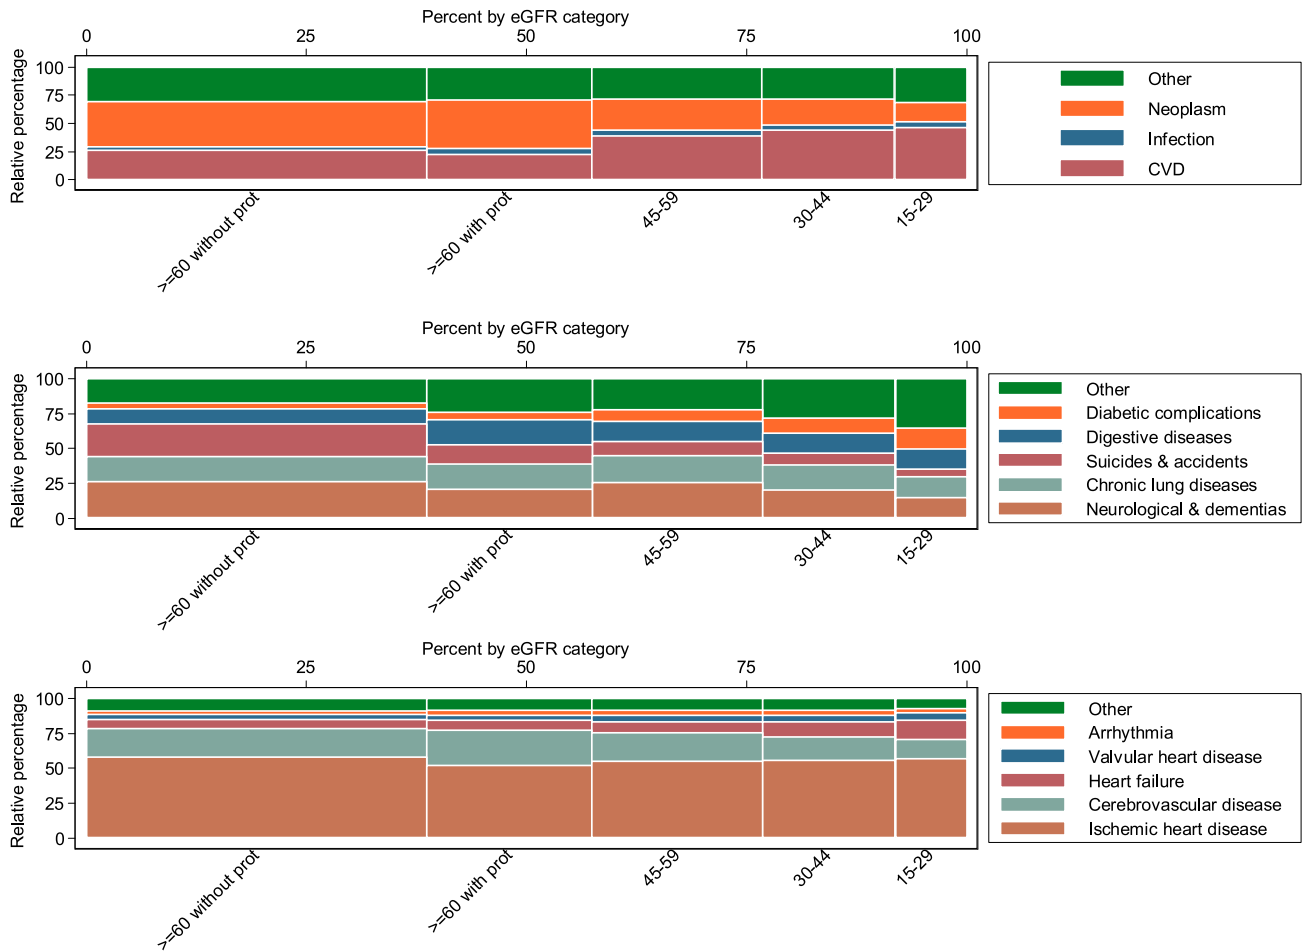 Percent by eGFR category
0 25 50 75 100
Relative percentage
100
75
50
25
0
>=60 without prot
>=60 with prot
45-59
30-44
15-29
Other
Neoplasm
Infection
CVD
Percent by eGFR category
0 25 50 75 100
Relative percentage
100
75
50
25
0
>=60 without prot
>=60 with prot
45-59
30-44
15-29
Other
Diabetic complications
Digestive diseases
Suicides & accidents
Chronic lung diseases
Neurological & dementias
Percent by eGFR category
0 25 50 75 100
Relative percentage
100
75
50
25
0
>=60 without prot
>=60 with prot
45-59
30-44
15-29
Other
Arrhythmia
Valvular heart disease
Heart failure
Cerebrovascular disease
Ischemic heart disease